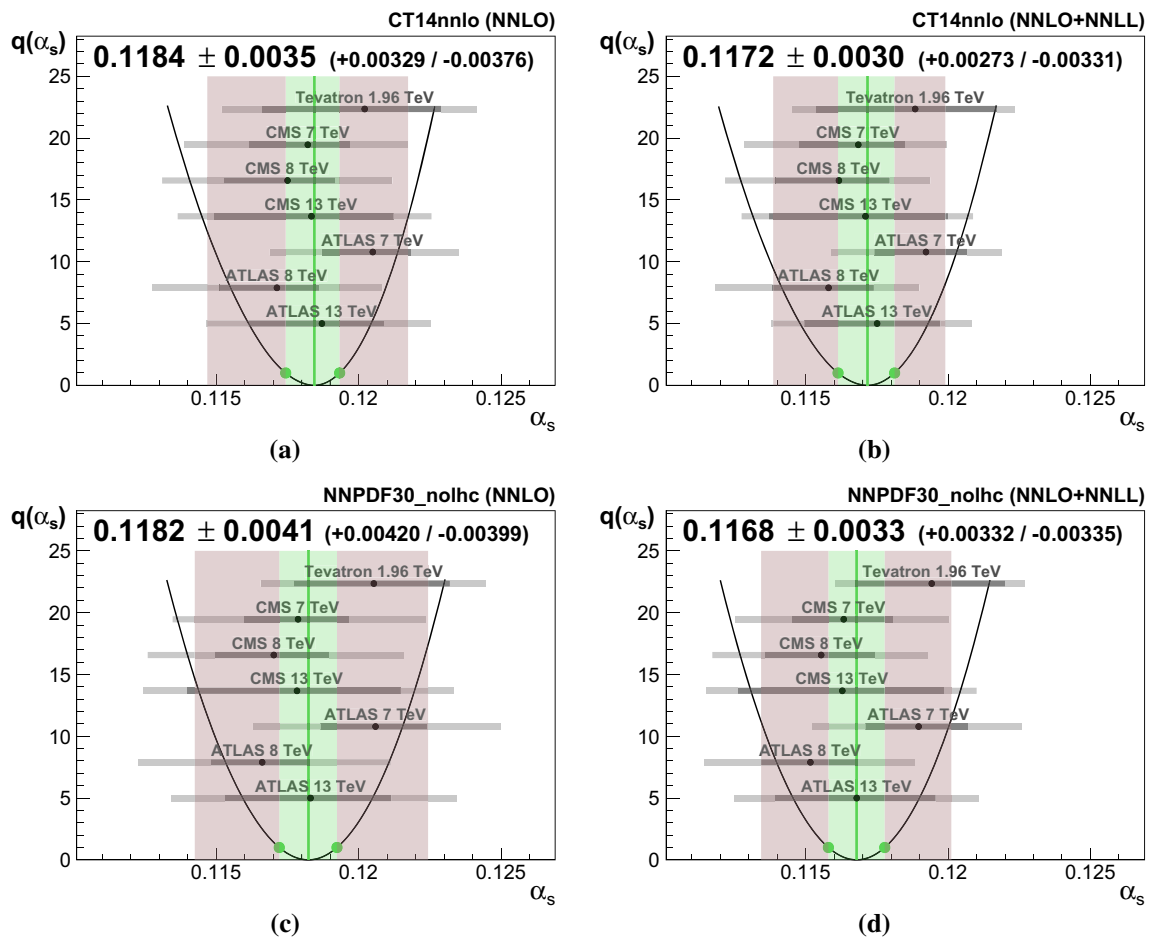 CT14nnlo (NNLO)
q(αs)
0.1184 ± 0.0035 (+0.00329 / -0.00376)
25
Tevatron 1.96 TeV
20
CMS 7 TeV
CMS 8 TeV
15
CMS 13 TeV
ATLAS 7 TeV
10
ATLAS 8 TeV
ATLAS 13 TeV
5
0
0.115 0.12 0.125
αs
(a)
CT14nnlo (NNLO+NNLL)
q(αs)
0.1172 ± 0.0030 (+0.00273 / -0.00331)
25
Tevatron 1.96 TeV
20
CMS 7 TeV
CMS 8 TeV
15
CMS 13 TeV
ATLAS 7 TeV
10
ATLAS 8 TeV
ATLAS 13 TeV
5
0
0.115 0.12 0.125
αs
(b)
NNPDF30_nolhc (NNLO)
q(αs)
0.1182 ± 0.0041 (+0.00420 / -0.00399)
25
Tevatron 1.96 TeV
20
CMS 7 TeV
CMS 8 TeV
15
CMS 13 TeV
ATLAS 7 TeV
10
ATLAS 8 TeV
ATLAS 13 TeV
5
0
0.115 0.12 0.125
αs
(c)
NNPDF30_nolhc (NNLO+NNLL)
q(αs)
0.1168 ± 0.0033 (+0.00332 / -0.00335)
25
Tevatron 1.96 TeV
20
CMS 7 TeV
CMS 8 TeV
15
CMS 13 TeV
ATLAS 7 TeV
10
ATLAS 8 TeV
ATLAS 13 TeV
5
0
0.115 0.12 0.125
αs
(d)